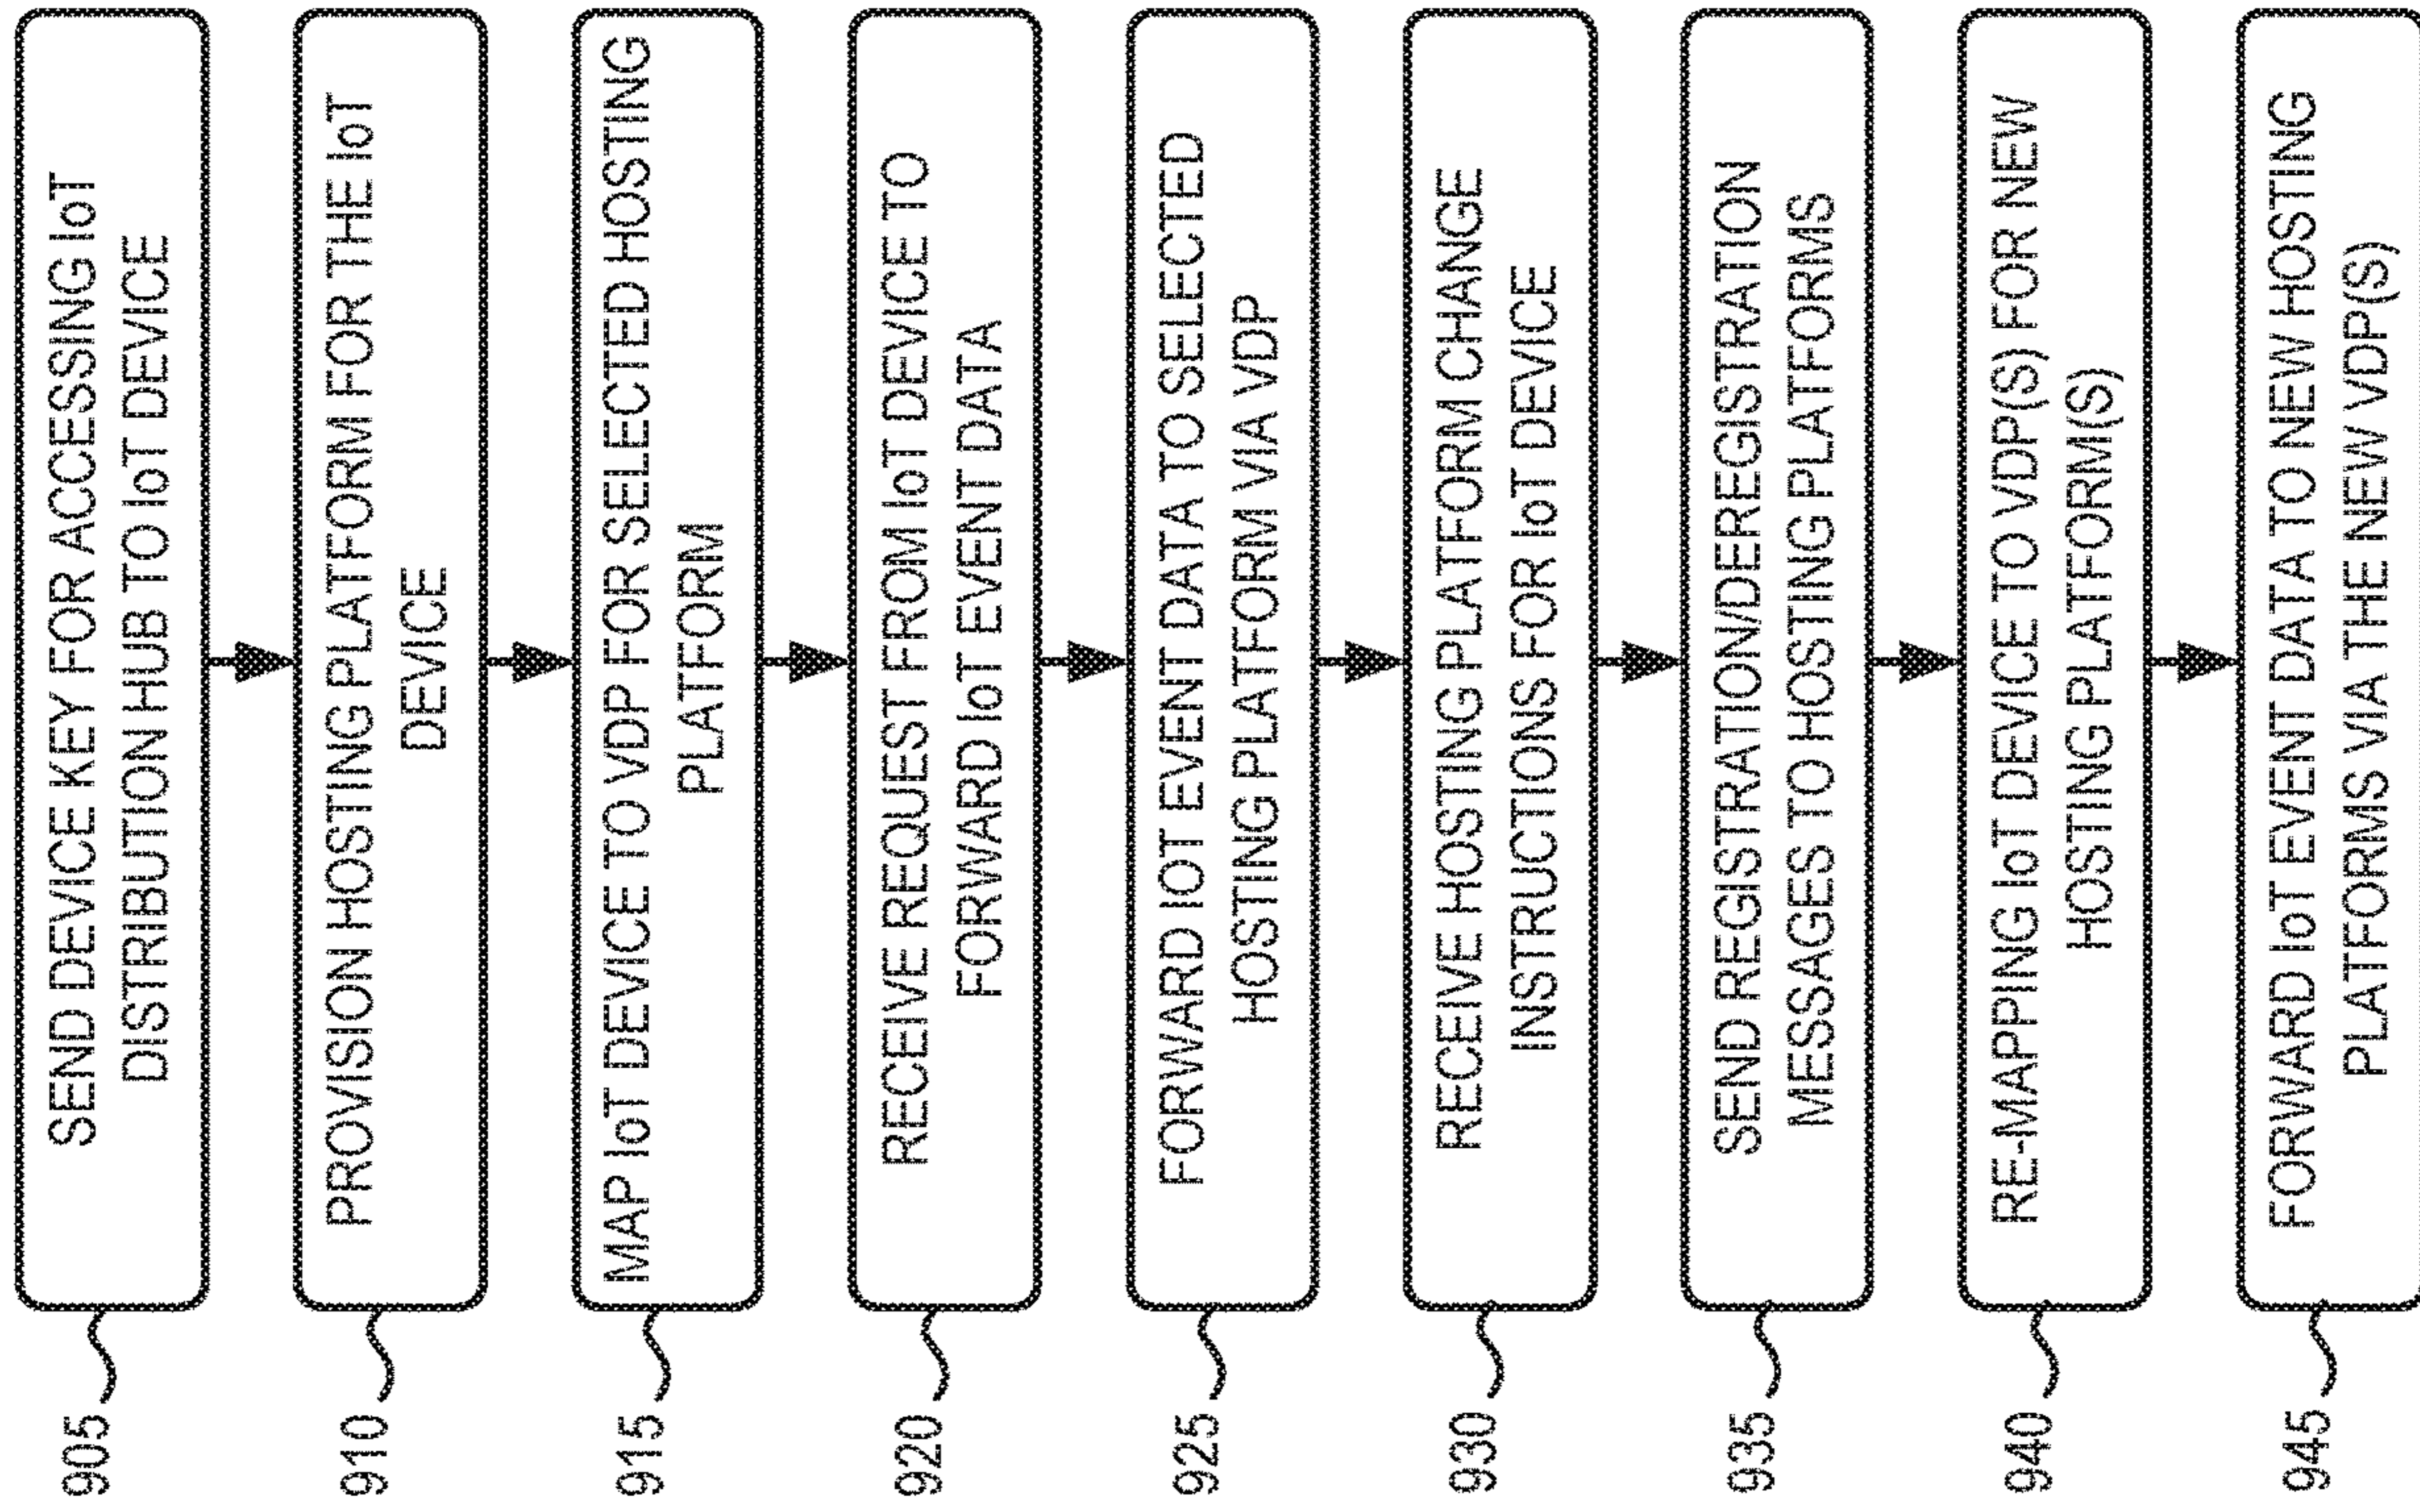 905
SEND DEVICE KEY FOR ACCESSING IoT
DISTRIBUTION HUB TO IoT DEVICE
910
PROVISION HOSTING PLATFORM FOR THE IoT
DEVICE
915
MAP IoT DEVICE TO VDP FOR SELECTED HOSTING
PLATFORM
920
RECEIVE REQUEST FROM IoT DEVICE TO
FORWARD IoT EVENT DATA
925
FORWARD IOT EVENT DATA TO SELECTED
HOSTING PLATFORM VIA VDP
930
RECEIVE HOSTING PLATFORM CHANGE
INSTRUCTIONS FOR IoT DEVICE
935
SEND REGISTRATION/DEREGISTRATION
MESSAGES TO HOSTING PLATFORMS
940
RE-MAPPING IoT DEVICE TO VDP(S) FOR NEW
HOSTING PLATFORM(S)
945
FORWARD IoT EVENT DATA TO NEW HOSTING
PLATFORMS VIA THE NEW VDP(S)